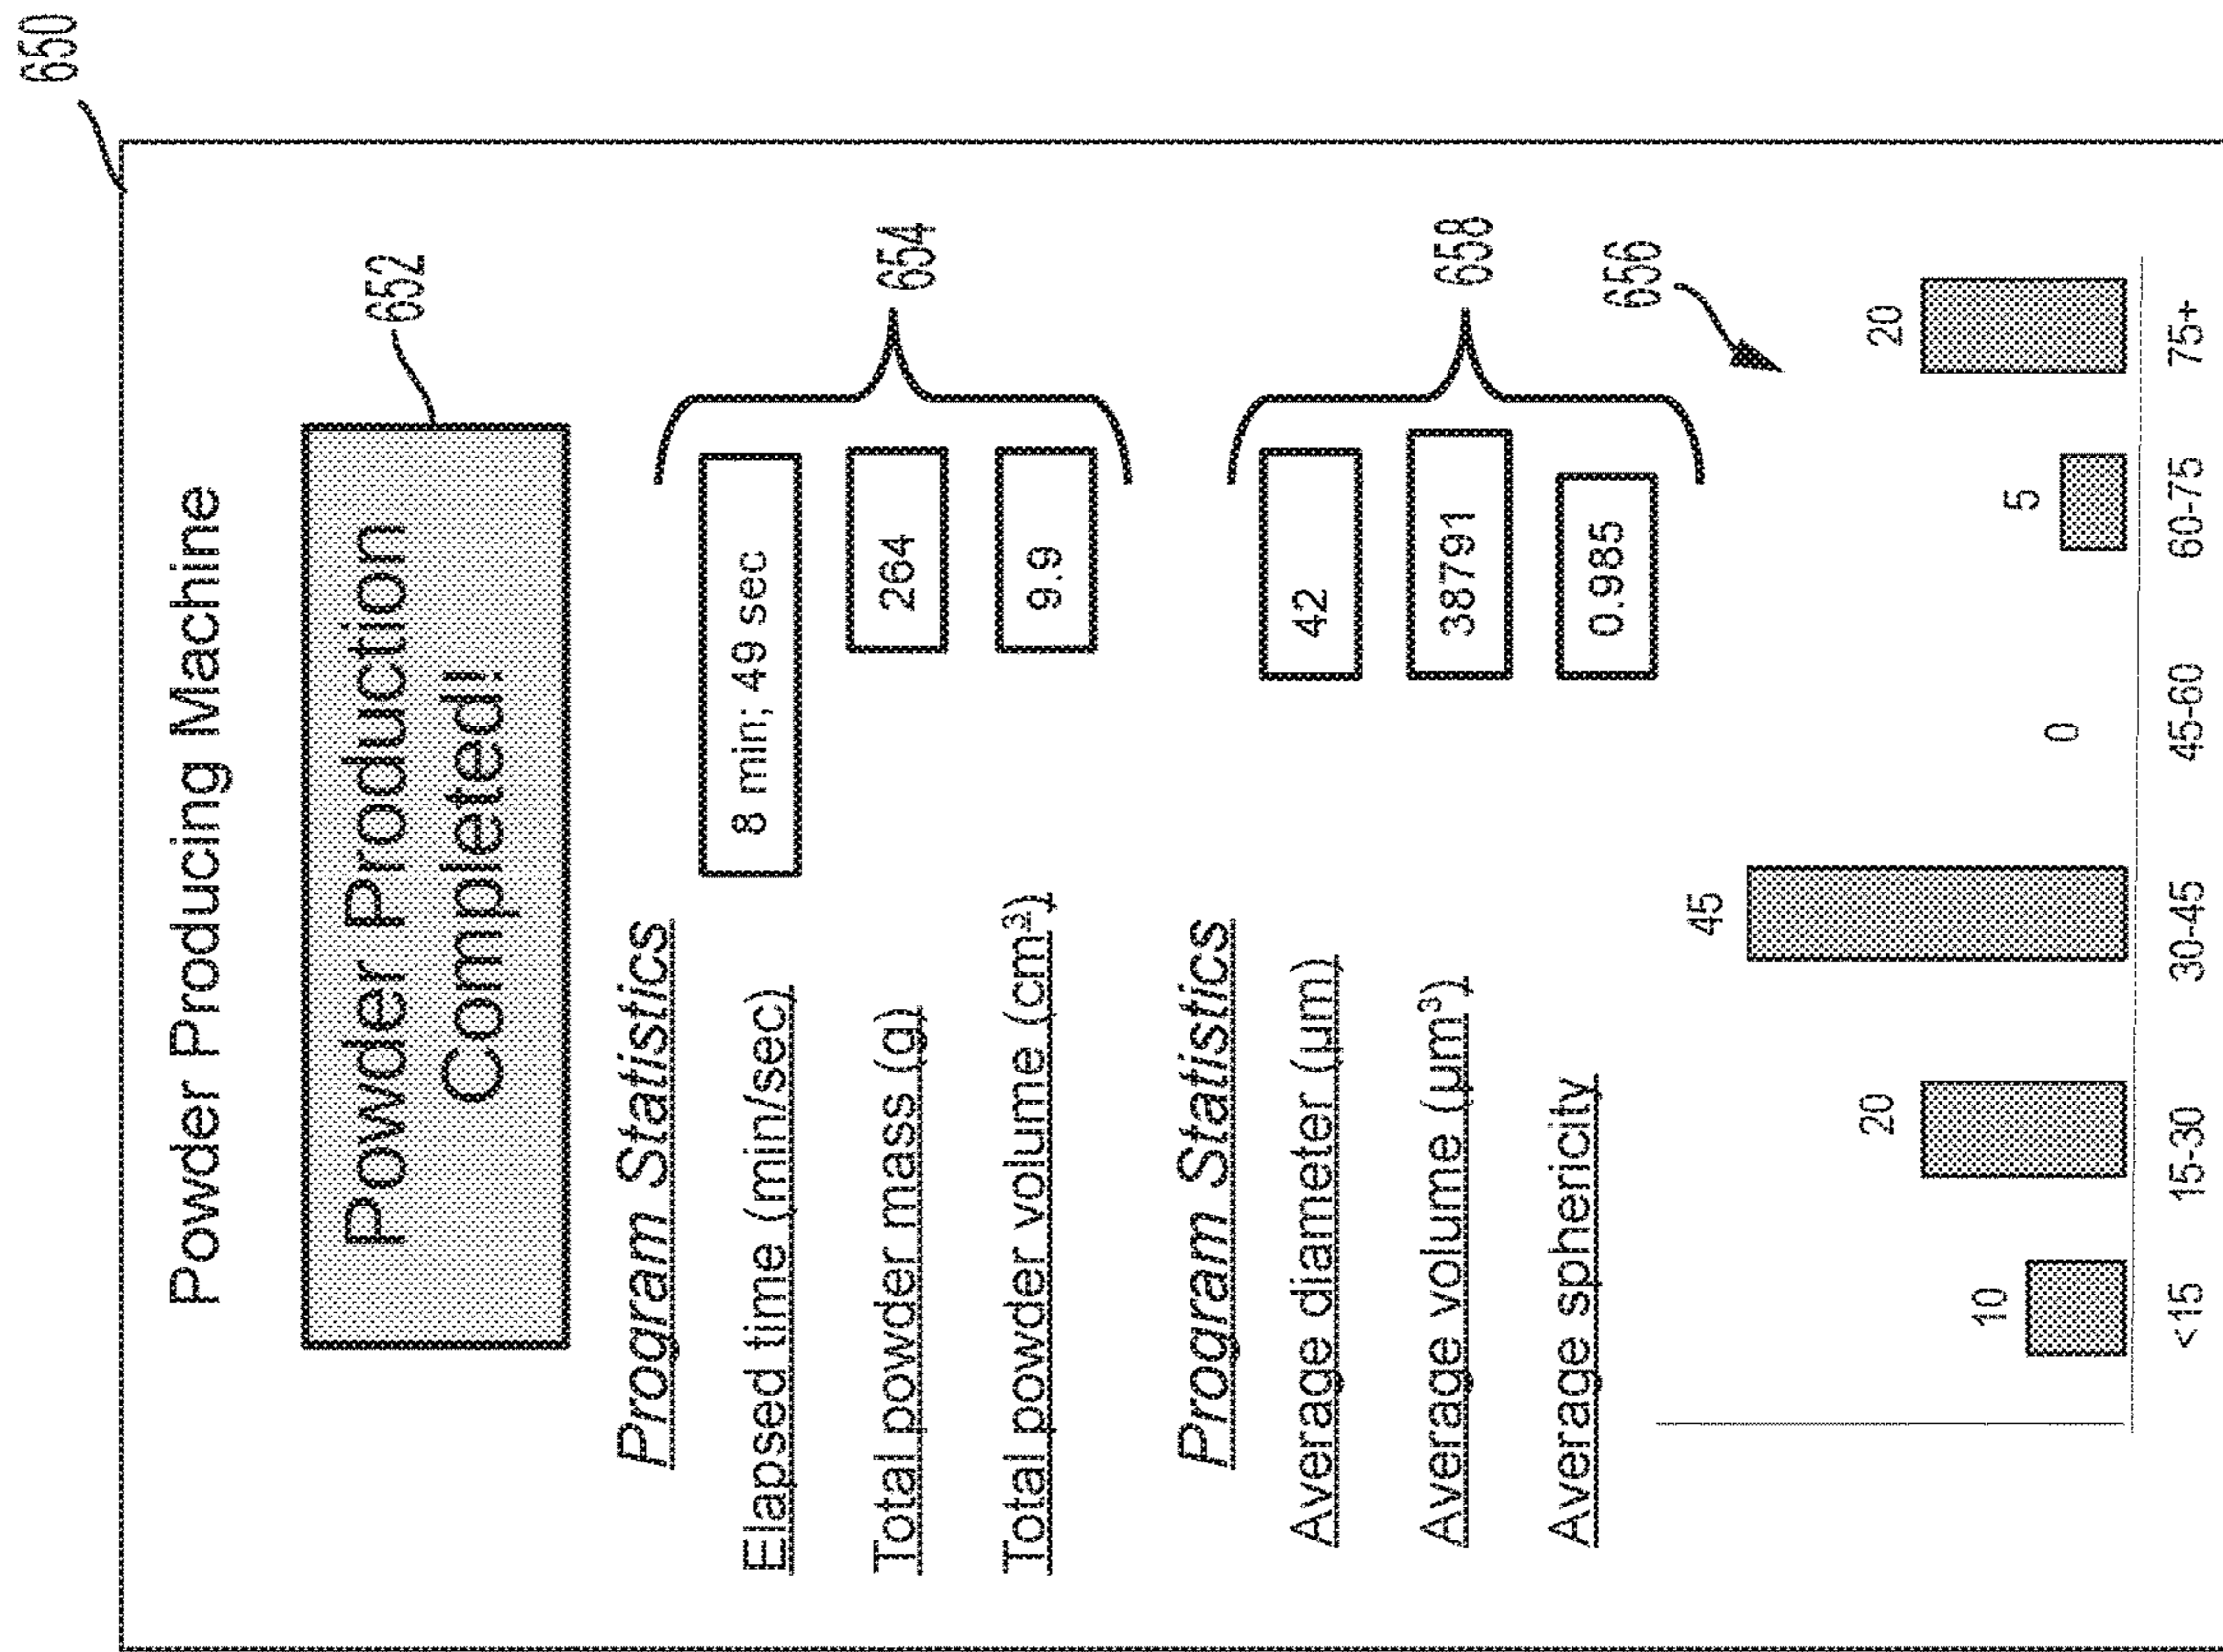 650
Powder Producing Machine
Powder Production
Completed!
652
Program Statistics
Elapsed time (min/sec) 8 min; 49 sec
Total powder mass (g) 264
Total powder volume (cm³) 9.9
654
Program Statistics
Average diameter (µm) 42
Average volume (µm³) 38791
Average sphericity 0.985
658
656
10 20 45 0 5 20
<15 15-30 30-45 45-60 60-75 75+